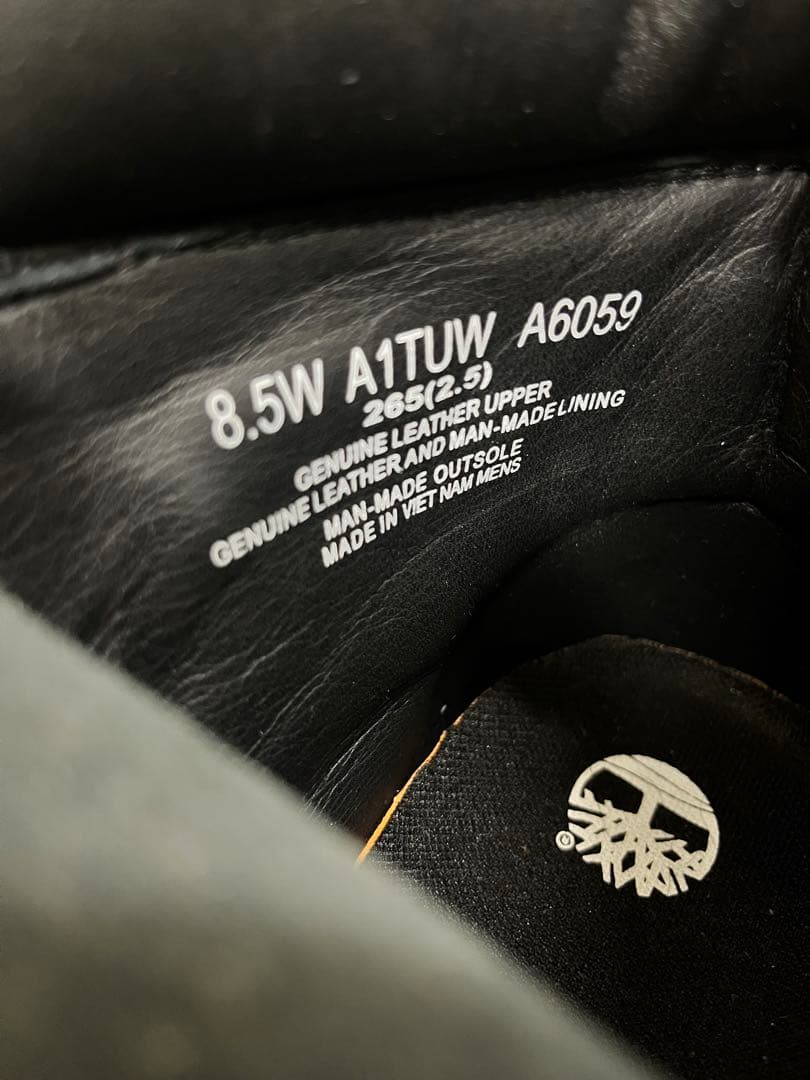 8.5W A1TUW A6059
265(2.5)
GENUINE LEATHER UPPER
GENUINE LEATHER AND MAN-MADE LINING
MAN-MADE OUTSOLE
MADE IN VIET NAM MENS